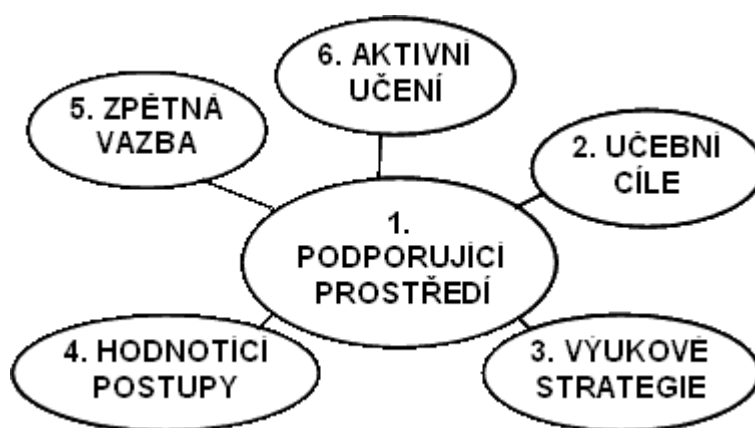 6. AKTIVNÍ
UČENÍ
5. ZPĚTNÁ
VAZBA
2. UČEBNÍ
CÍLE
1.
PODPORUJÍCÍ
PROSTŘEDÍ
4. HODNOTÍCÍ
POSTUPY
3. VÝUKOVÉ
STRATEGIE